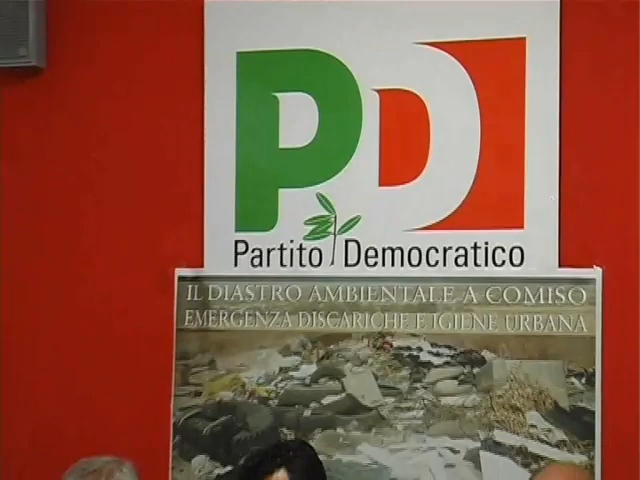 PD
Partito Democratico
IL DIASTRO AMBIENTALE A COMISO
EMERGENZA DISCARICHE E IGIENE URBANA